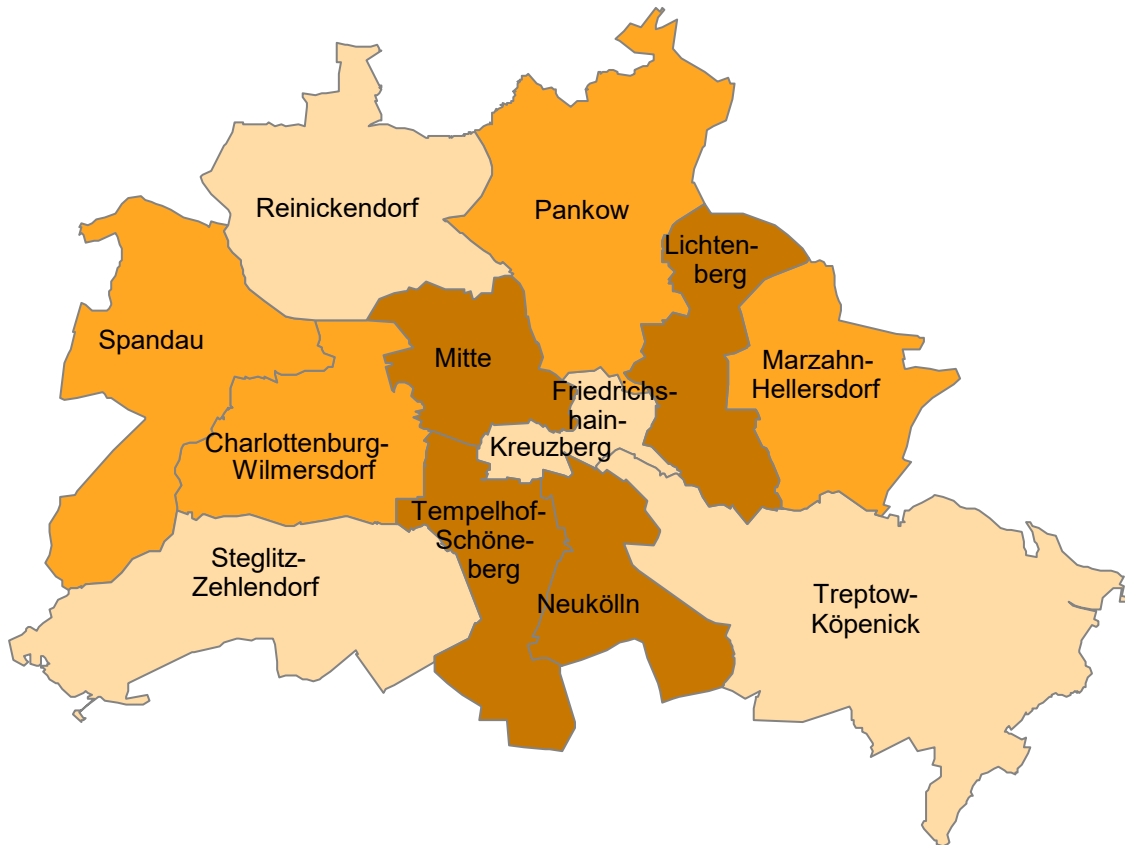 Reinickendorf
Pankow
Lichten-
berg
Spandau
Mitte
Marzahn-
Hellersdorf
Friedrichs-
hain-
Kreuzberg
Charlottenburg-
Wilmersdorf
Tempelhof-
Schöne-
berg
Steglitz-
Zehlendorf
Neukölln
Treptow-
Köpenick